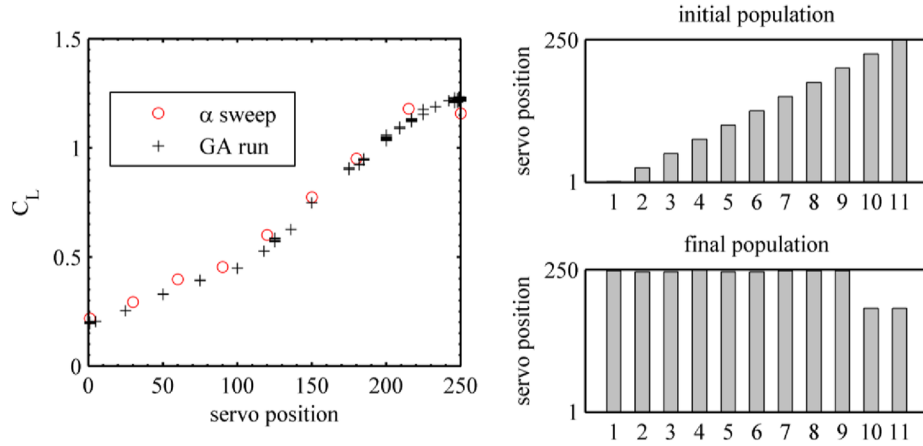 1.5
1
0.5
0
C_L
α sweep
GA run
0 50 100 150 200 250
servo position
initial population
250
1
servo position
1 2 3 4 5 6 7 8 9 10 11
final population
250
1
servo position
1 2 3 4 5 6 7 8 9 10 11